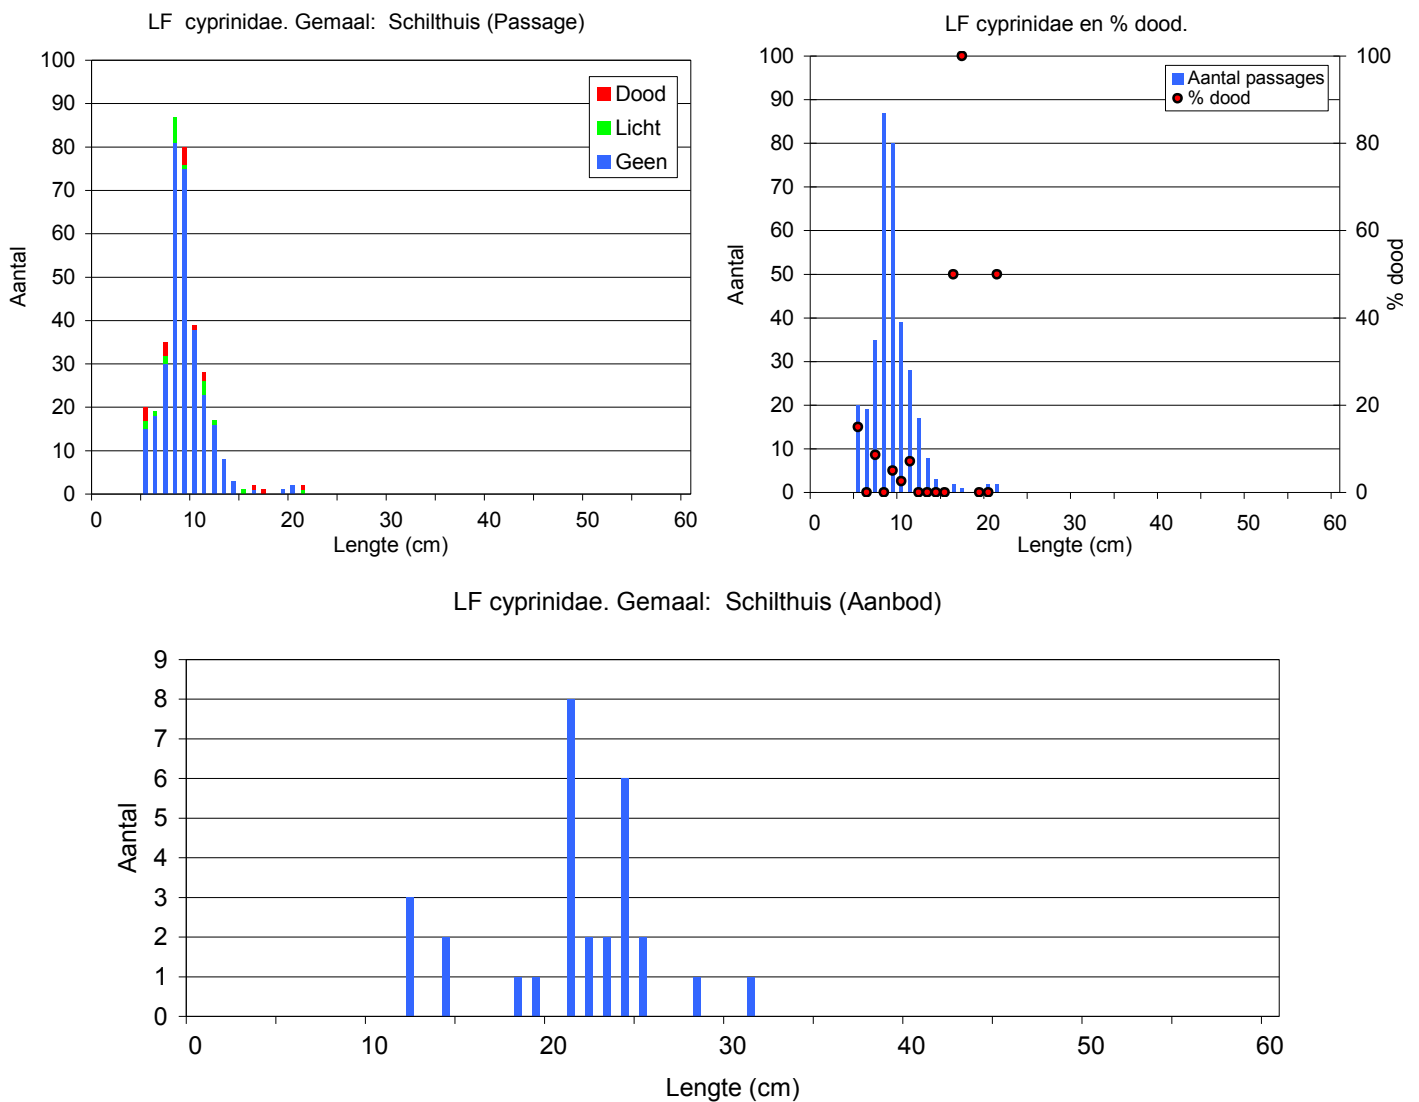 LF cyprinidae. Gemaal: Schilthuis (Passage)
100
90
80
70
60
50
40
30
20
10
0
Aantal
Dood
Licht
Geen
0 10 20 30 40 50 60
Lengte (cm)
LF cyprinidae en % dood.
100
90
80
70
60
50
40
30
20
10
0
Aantal
Aantal passages
% dood
100
80
60
40
20
0
% dood
0 10 20 30 40 50 60
Lengte (cm)
LF cyprinidae. Gemaal: Schilthuis (Aanbod)
9
8
7
6
5
4
3
2
1
0
Aantal
0 10 20 30 40 50 60
Lengte (cm)